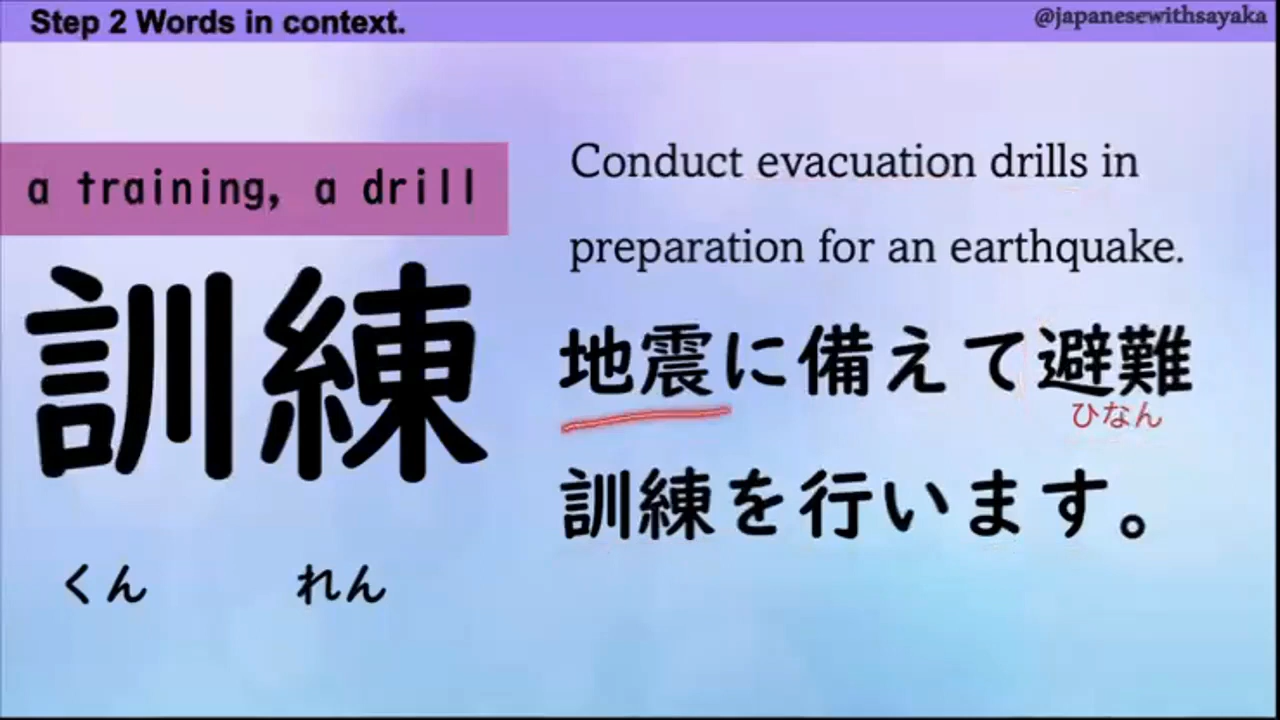 Step 2 Words in context.
@japanesewithsayaka
a training, a drill
訓練
くん れん
Conduct evacuation drills in
preparation for an earthquake.
地震に備えて避難
ひなん
訓練を行います。